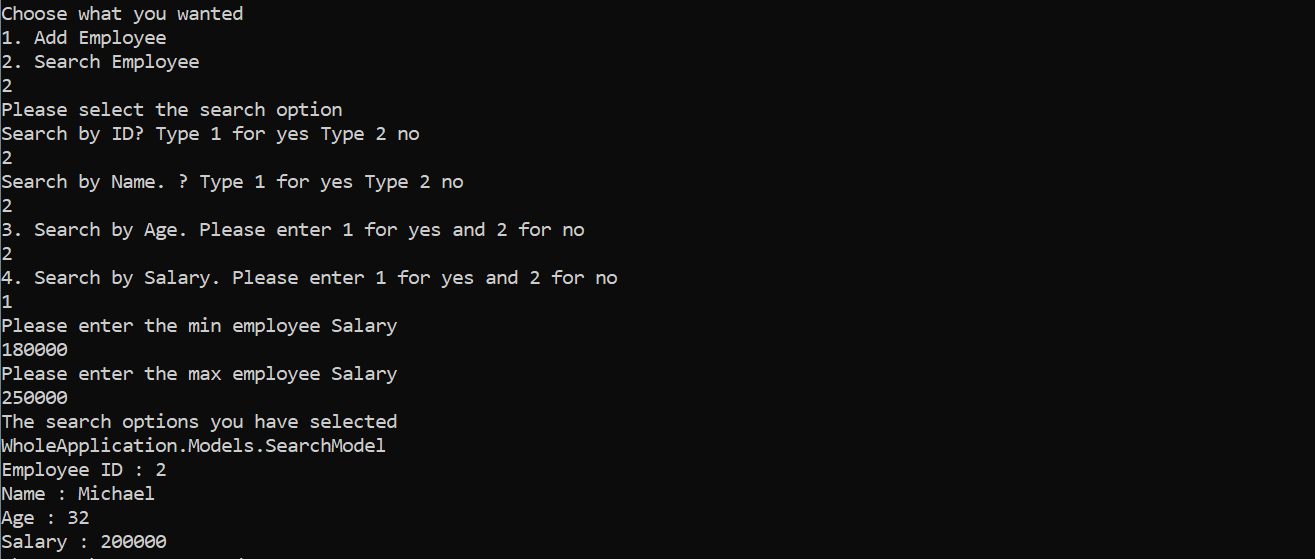 Choose what you wanted
1. Add Employee
2. Search Employee
2
Please select the search option
Search by ID? Type 1 for yes Type 2 no
2
Search by Name. ? Type 1 for yes Type 2 no
2
3. Search by Age. Please enter 1 for yes and 2 for no
2
4. Search by Salary. Please enter 1 for yes and 2 for no
1
Please enter the min employee Salary
180000
Please enter the max employee Salary
250000
The search options you have selected
WholeApplication.Models.SearchModel
Employee ID : 2
Name : Michael
Age : 32
Salary : 200000